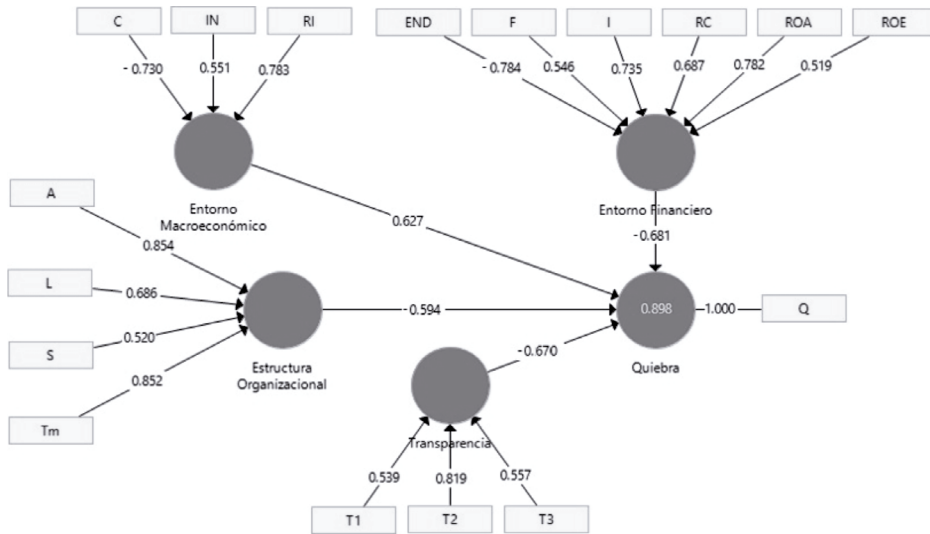 C
IN
RI
END
F
I
RC
ROA
ROE
- 0.730
0.551
0.783
- 0.784
0.546
0.735
0.687
0.782
0.519
Entorno
Macroeconómico
Entorno Financiero
A
L
S
Tm
0.854
0.686
0.520
0.852
Estructura
Organizacional
0.627
-0.681
-0.594
-0.670
0.898
Quiebra
1.000
Q
Transparencia
0.539
0.819
0.557
T1
T2
T3